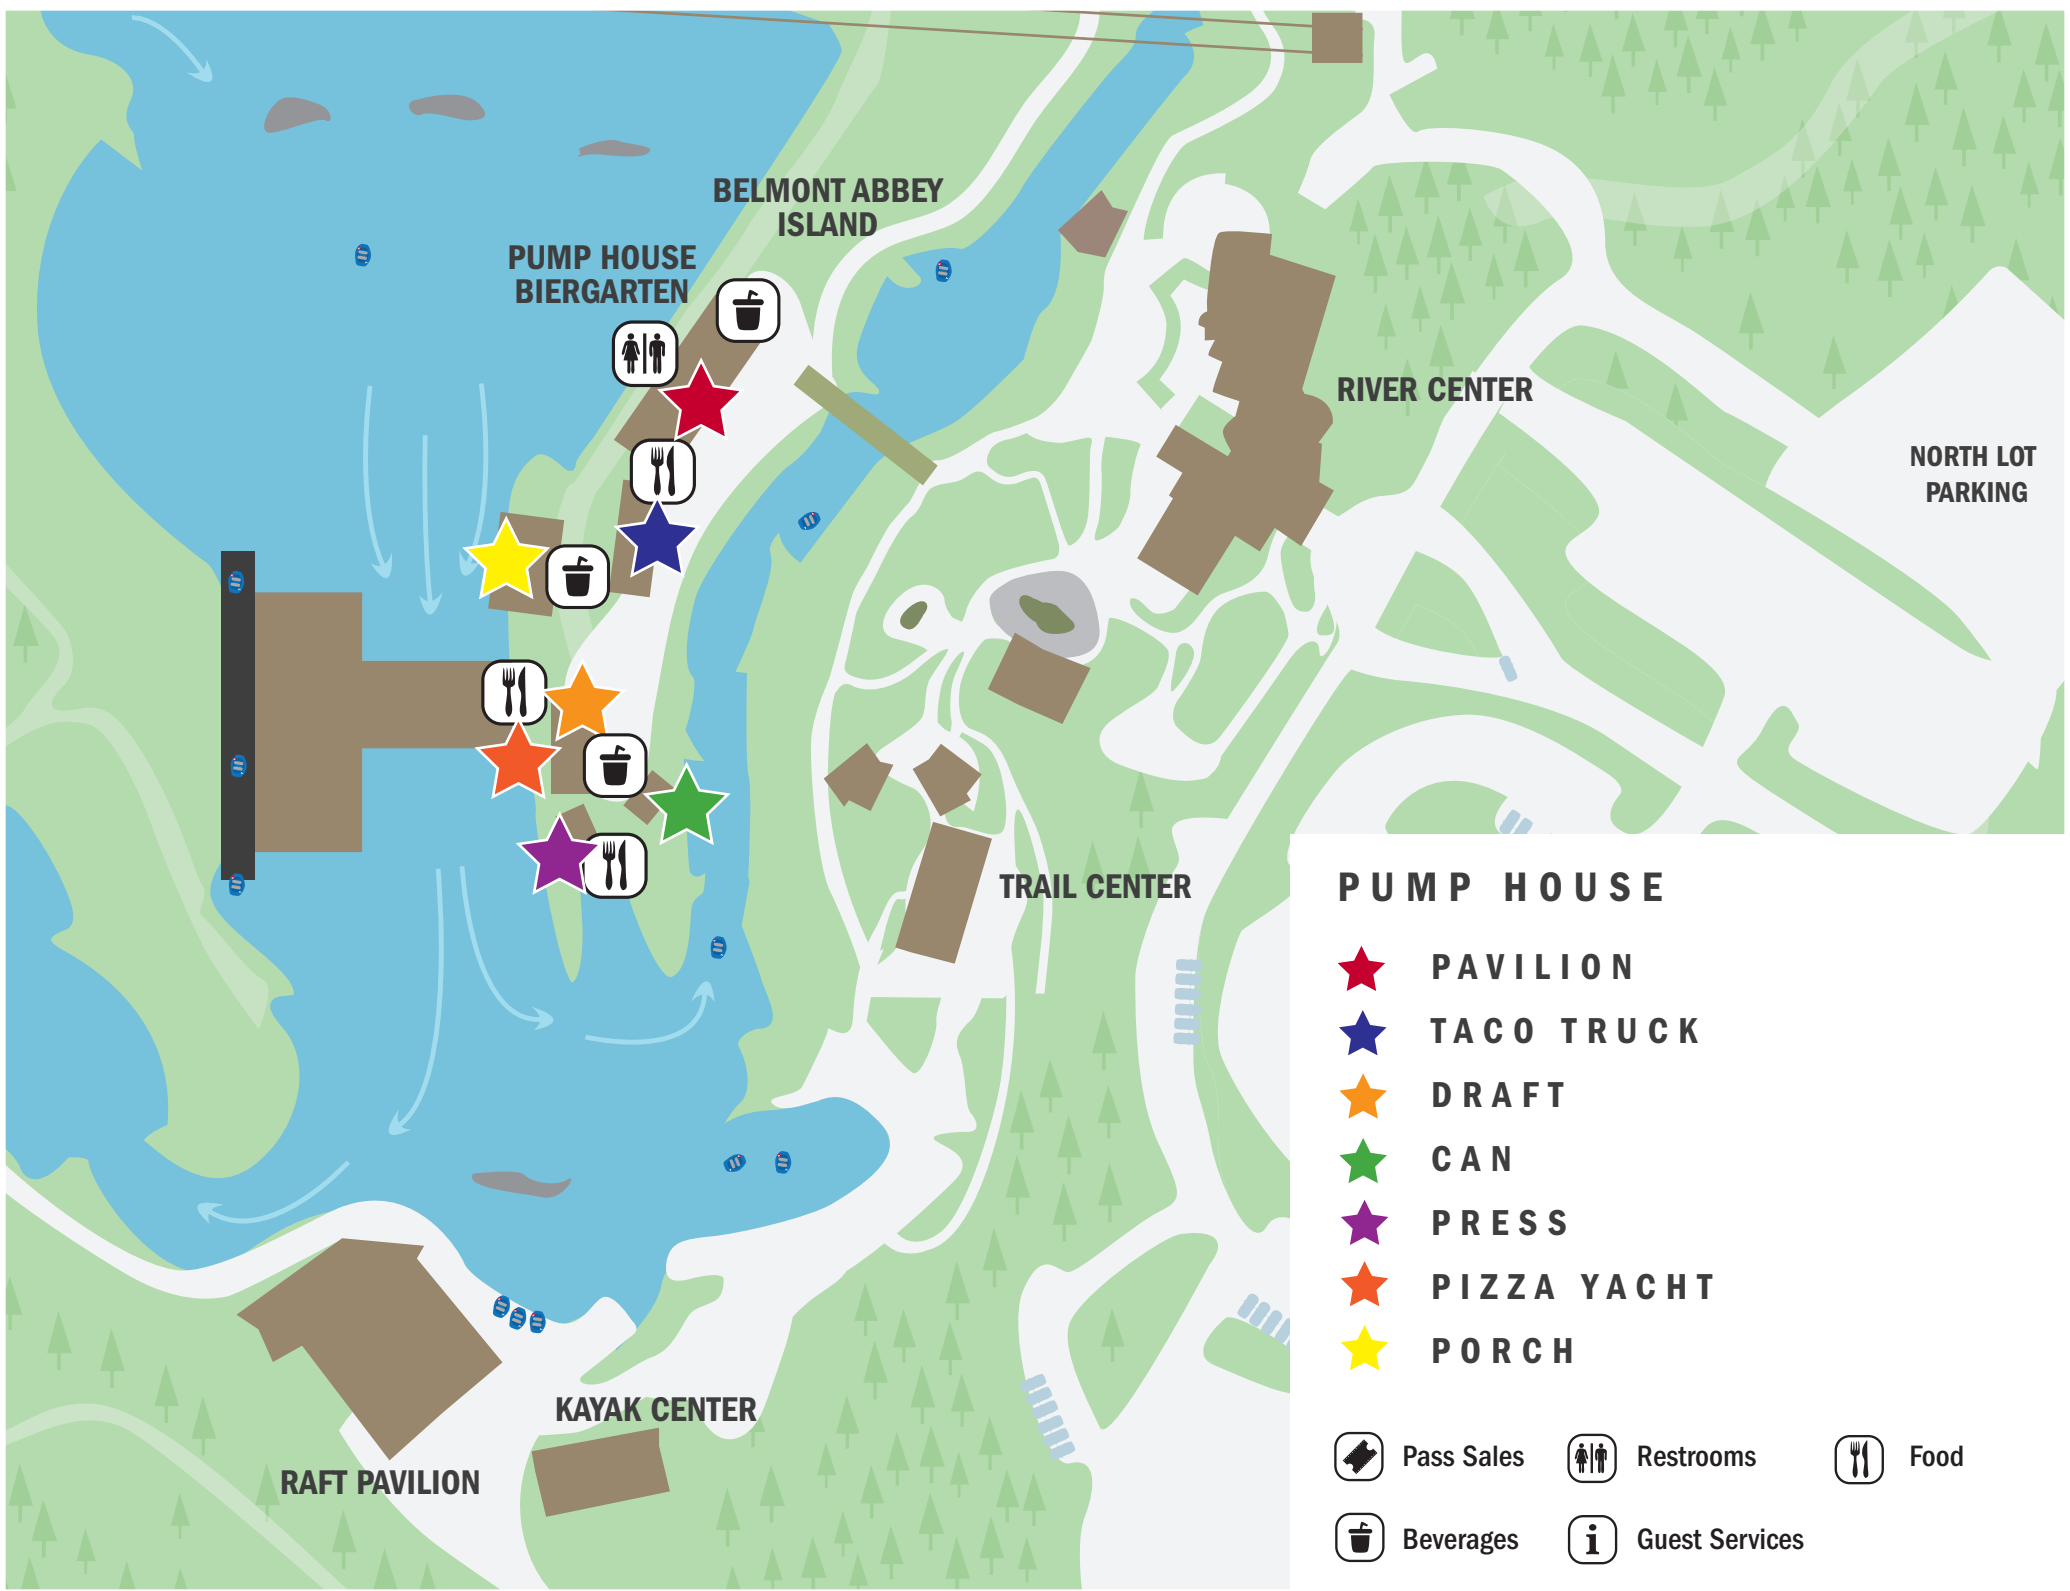 BELMONT ABBEY
ISLAND
PUMP HOUSE
BIERGARTEN
RIVER CENTER
NORTH LOT
PARKING
TRAIL CENTER
KAYAK CENTER
RAFT PAVILION
PUMP HOUSE
PAVILION
TACO TRUCK
DRAFT
CAN
PRESS
PIZZA YACHT
PORCH
Pass Sales
Restrooms
Food
Beverages
Guest Services